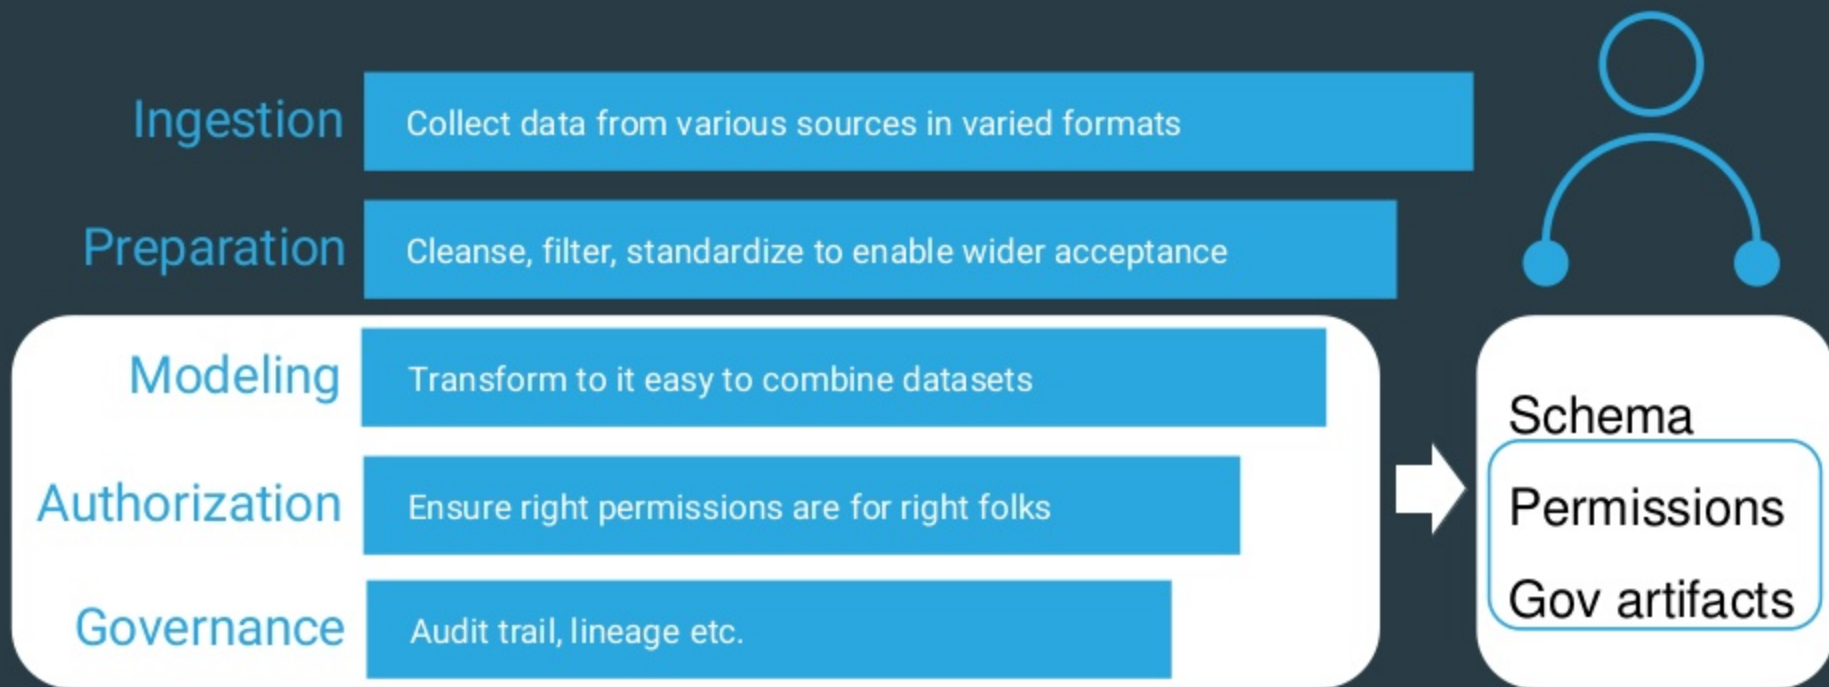 Ingestion
Collect data from various sources in varied formats
Preparation
Cleanse, filter, standardize to enable wider acceptance
Modeling
Transform to it easy to combine datasets
Authorization
Ensure right permissions are for right folks
Governance
Audit trail, lineage etc.
Schema
Permissions
Gov artifacts